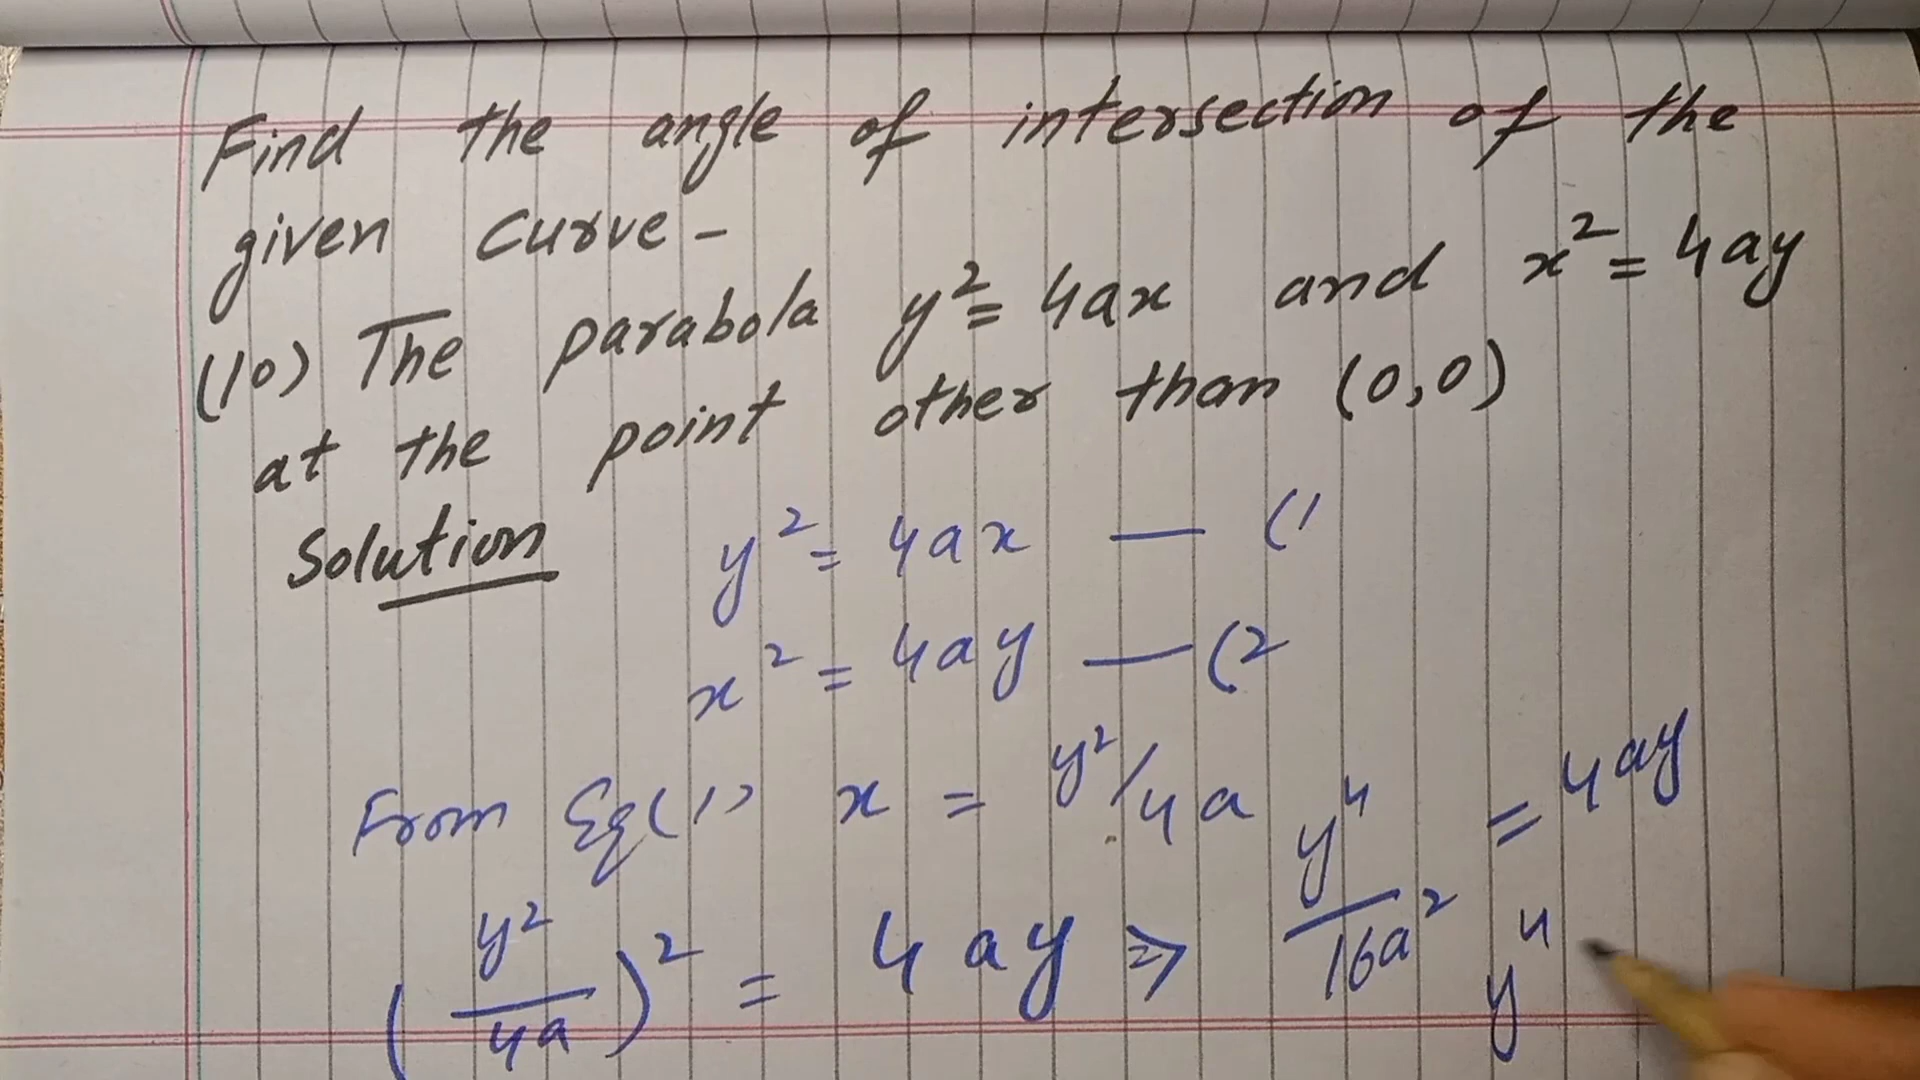 Find the angle of intersection of the
given curve -
(10) The parabola y² = 4ax and x² = 4ay
at the point other than (0,0)
Solution y² = 4ax — (1
x² = 4ay — (2
From Eq(1) x = y²/4a
(y²/4a)² = 4ay ⇒ y⁴/16a² = 4ay
y⁴